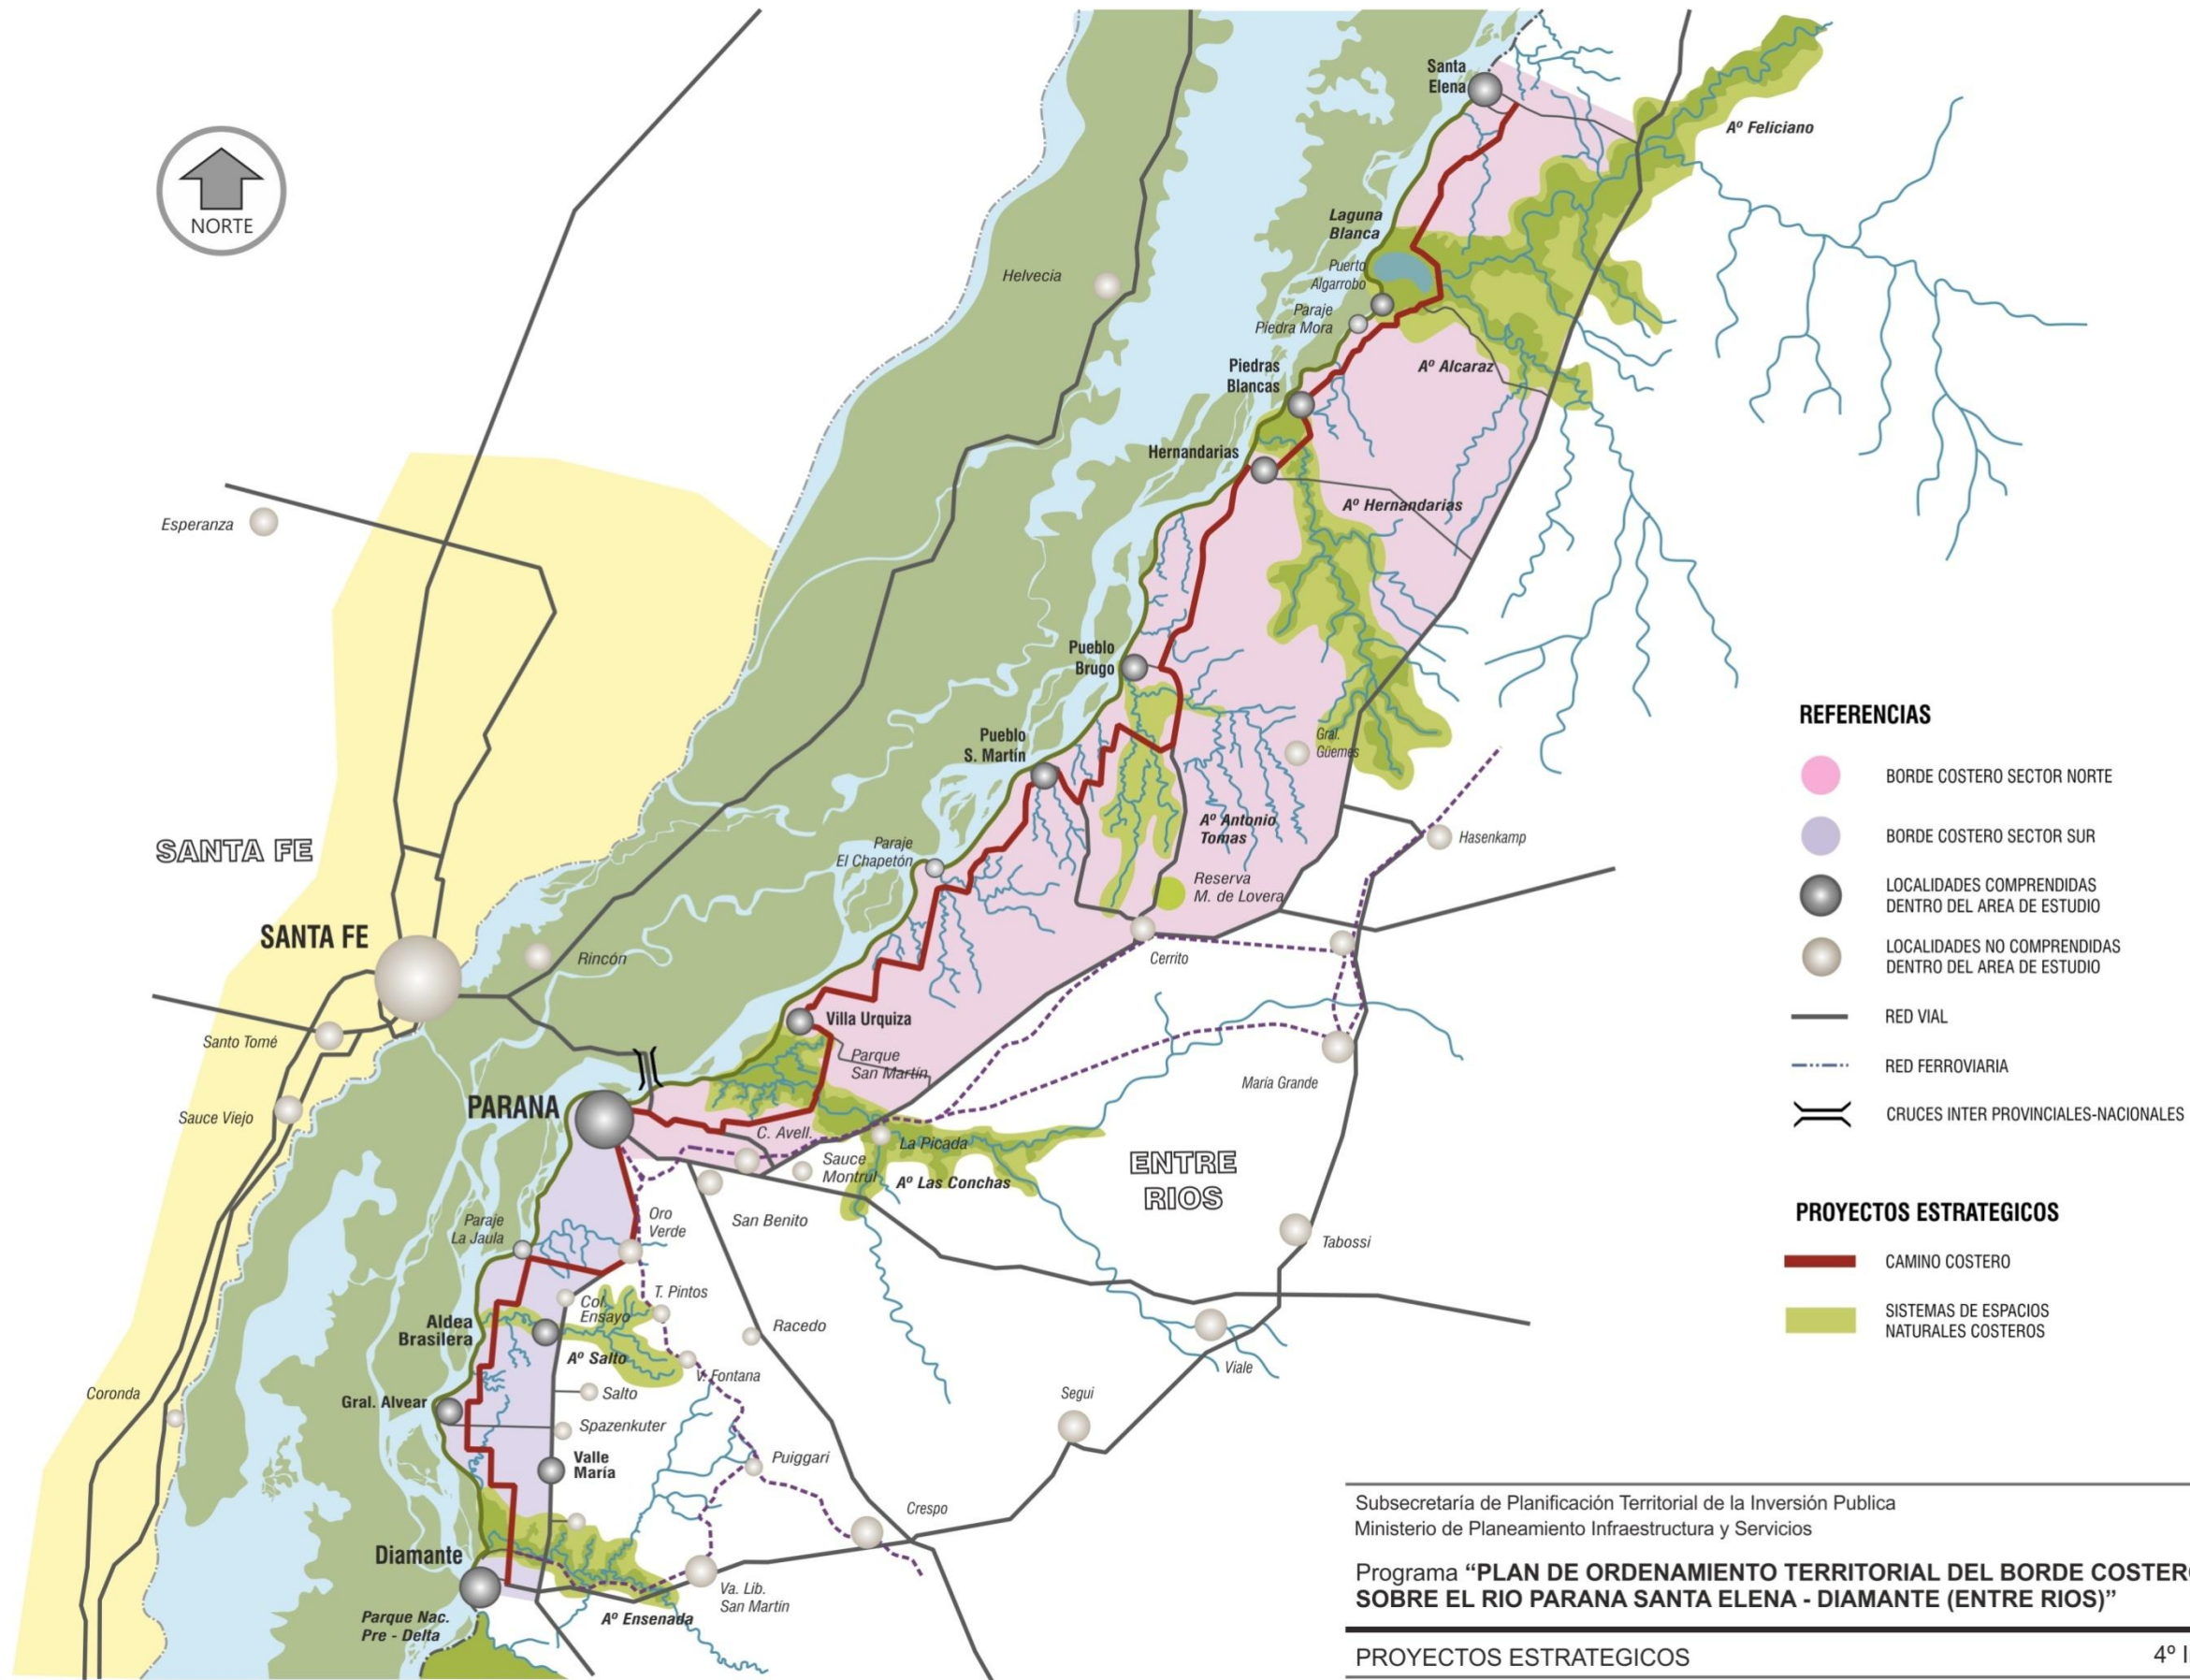 NORTE
Santa
Elena
Aº Feliciano
Laguna
Blanca
Puerto
Algarrobo
Paraje
Piedra Mora
Helvecia
Piedras
Blancas
Aº Alcaraz
Hernandarias
Aº Hernandarias
Esperanza
Pueblo
Brugo
Pueblo
S. Martín
Gral.
Güemes
Hasenkamp
Aº Antonio
Tomas
Paraje
El Chapetón
Reserva
M. de Lovera
SANTA FE
SANTA FE
Rincón
Cerrito
Santo Tomé
Villa Urquiza
Parque
San Martín
María Grande
Sauce Viejo
PARANA
C. Avell.
La Picada
Sauce
Montrul
Aº Las Conchas
ENTRE
RIOS
San Benito
Oro
Verde
Paraje
La Jaula
Tabossi
T. Pintos
Col.
Ensayo
Aldea
Brasilera
Racedo
Aº Salto
V. Fontana
Viale
Coronda
Salto
Gral. Alvear
Segui
Spazenkuter
Valle
María
Puiggari
Crespo
Diamante
Va. Lib.
San Martín
Parque Nac.
Pre - Delta
Aº Ensenada
REFERENCIAS
BORDE COSTERO SECTOR NORTE
BORDE COSTERO SECTOR SUR
LOCALIDADES COMPRENDIDAS
DENTRO DEL AREA DE ESTUDIO
LOCALIDADES NO COMPRENDIDAS
DENTRO DEL AREA DE ESTUDIO
RED VIAL
RED FERROVIARIA
CRUCES INTER PROVINCIALES-NACIONALES
PROYECTOS ESTRATEGICOS
CAMINO COSTERO
SISTEMAS DE ESPACIOS
NATURALES COSTEROS
Subsecretaría de Planificación Territorial de la Inversión Publica
Ministerio de Planeamiento Infraestructura y Servicios
Programa “PLAN DE ORDENAMIENTO TERRITORIAL DEL BORDE COSTERO
SOBRE EL RIO PARANA SANTA ELENA - DIAMANTE (ENTRE RIOS)”
PROYECTOS ESTRATEGICOS
4º